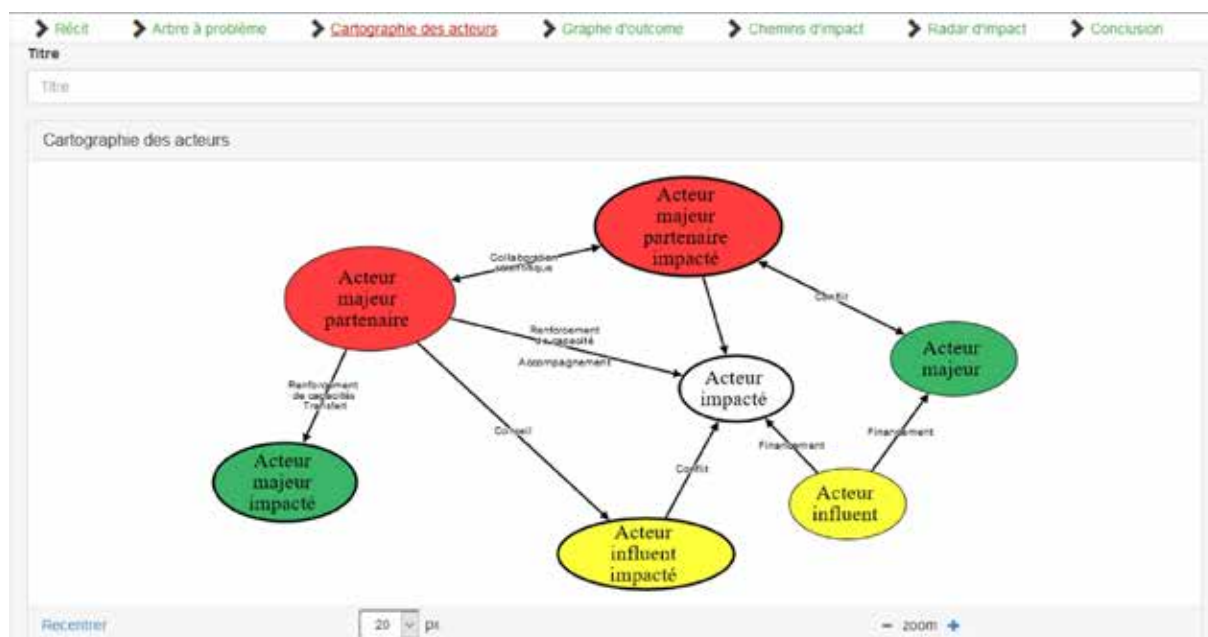 Récit Arbre à problème Cartographie des acteurs Graphe d'outcome Chemins d'impact Radar d'impact Conclusion
Titre
Titre
Cartographie des acteurs
Acteur
majeur
partenaire
impacté
Collaboration
scientifique
Acteur
majeur
partenaire
Conflit
Renforcement
de capacité
Accompagnement
Acteur
majeur
Acteur
impacté
Renforcement
de capacités
Transfert
Conseil
Financement
Financement
Conflit
Acteur
majeur
impacté
Acteur
influent
Acteur
influent
impacté
Recentrer 20 px - zoom +